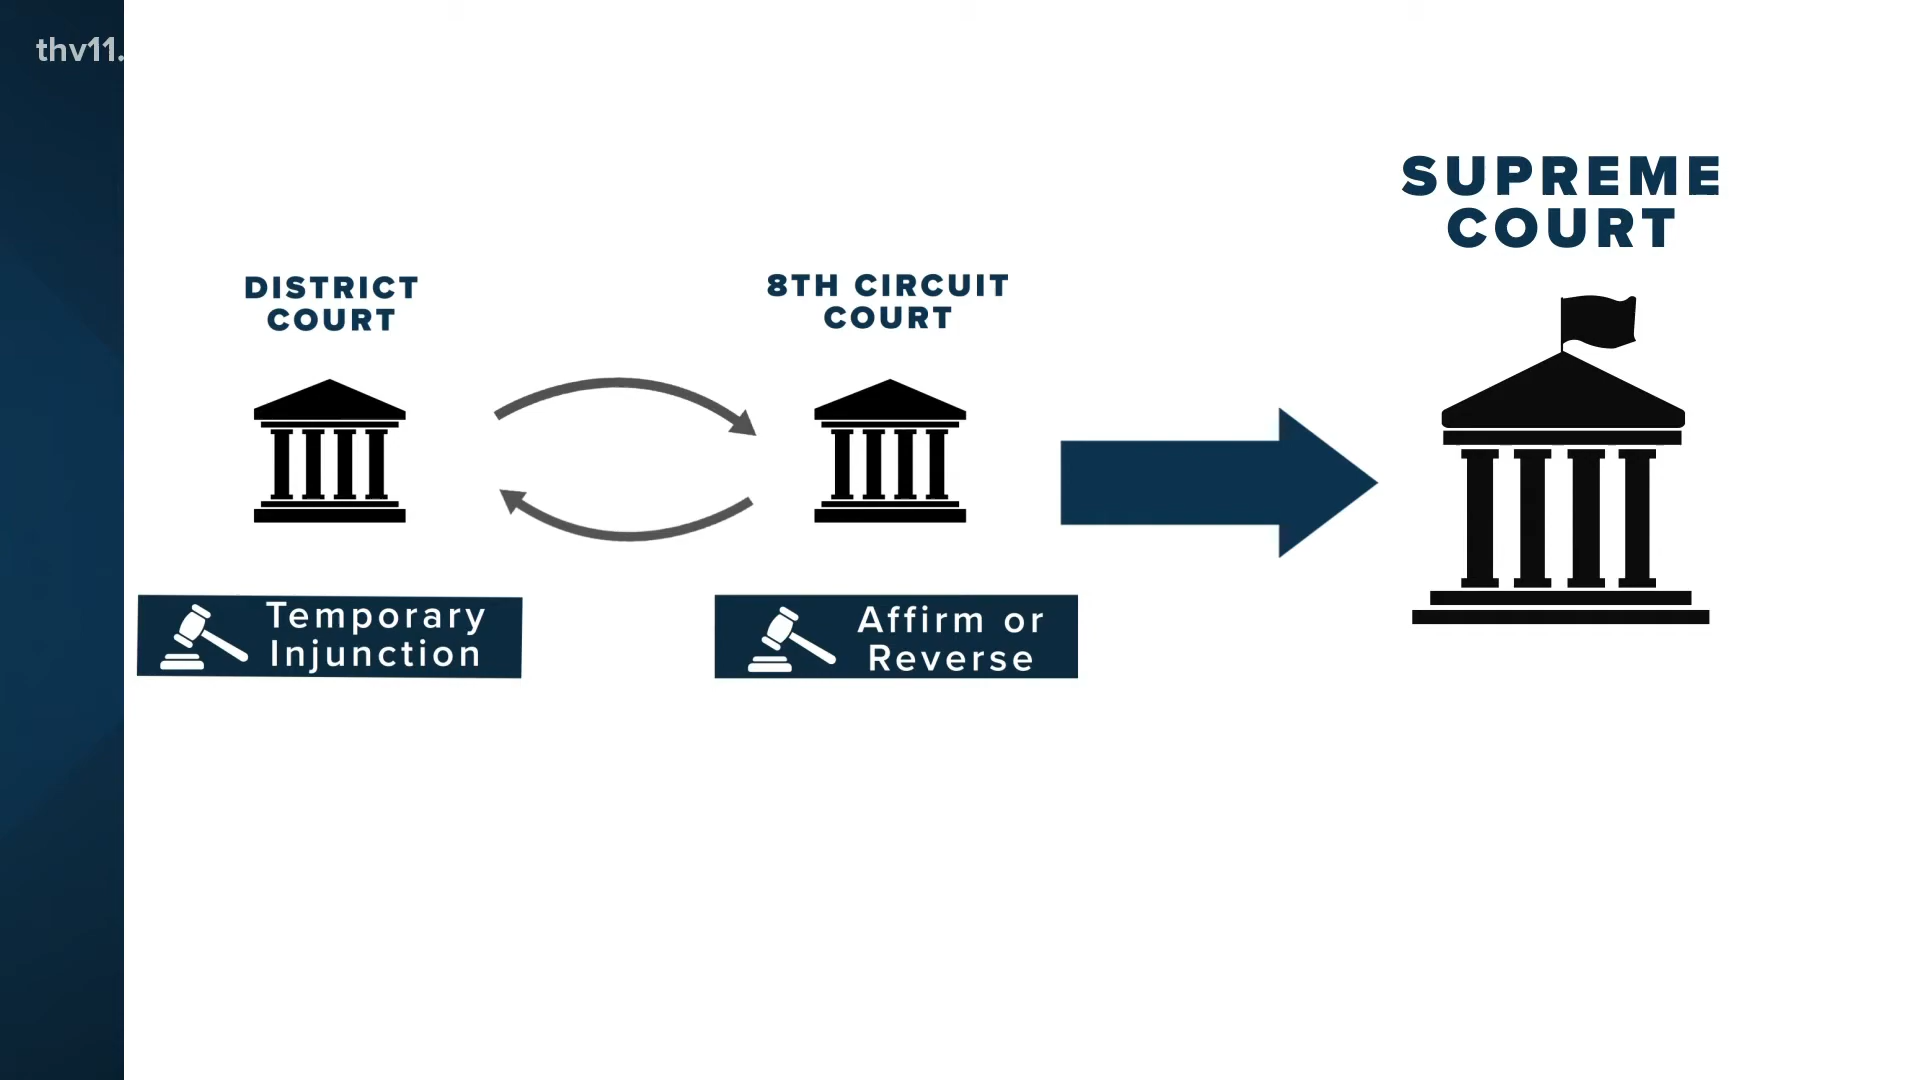 thv11.
SUPREME
COURT
DISTRICT
COURT
8TH CIRCUIT
COURT
Temporary
Injunction
Affirm or
Reverse